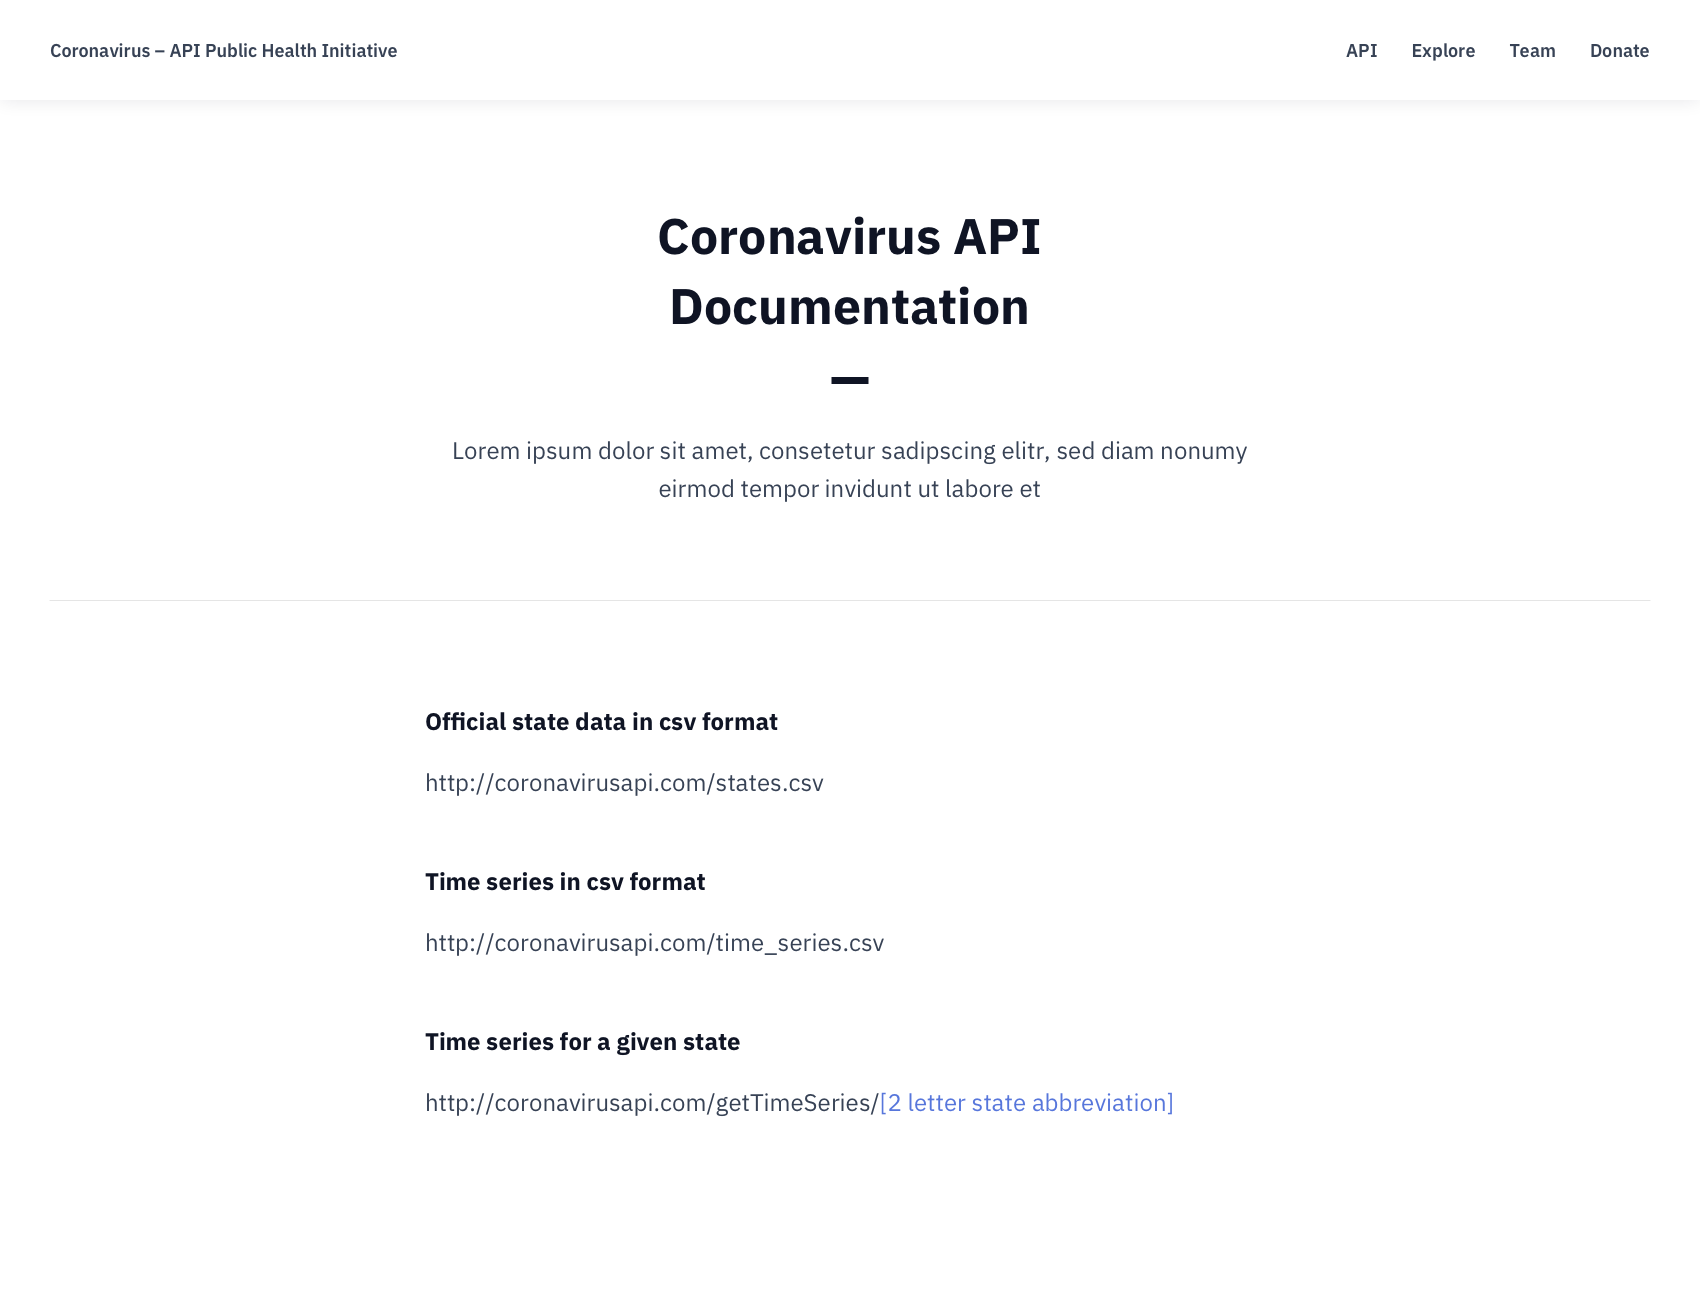 Coronavirus – API Public Health Initiative
API Explore Team Donate
Coronavirus API
Documentation
Lorem ipsum dolor sit amet, consetetur sadipscing elitr, sed diam nonumy
eirmod tempor invidunt ut labore et
Official state data in csv format
http://coronavirusapi.com/states.csv
Time series in csv format
http://coronavirusapi.com/time_series.csv
Time series for a given state
http://coronavirusapi.com/getTimeSeries/[2 letter state abbreviation]